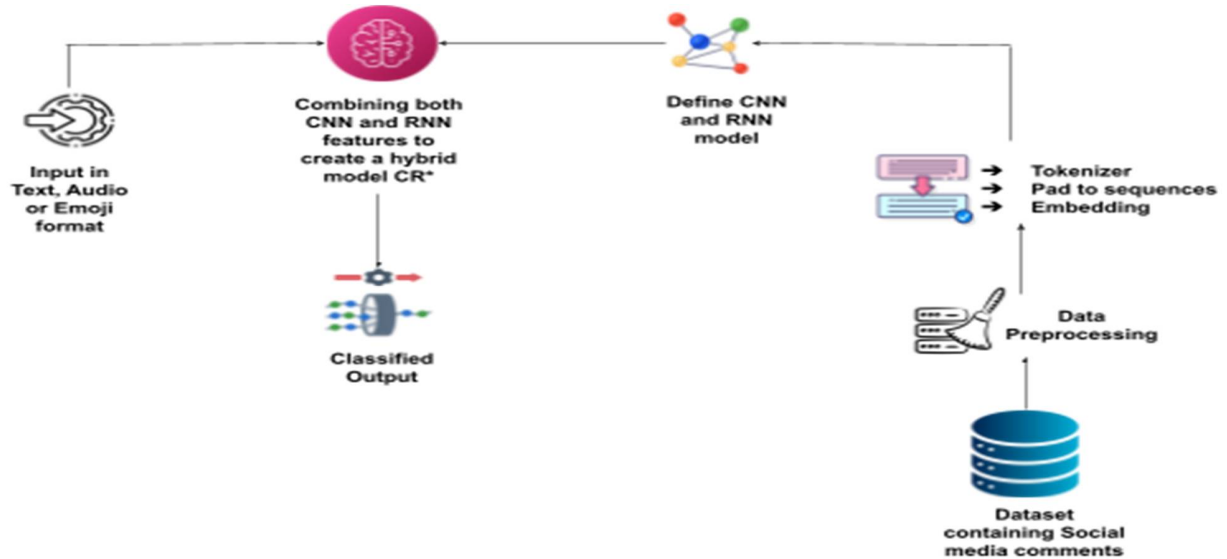 Input in
Text, Audio
or Emoji
format
Combining both
CNN and RNN
features to
create a hybrid
model CR*
Classified
Output
Define CNN
and RNN
model
Tokenizer
Pad to sequences
Embedding
Data
Preprocessing
Dataset
containing Social
media comments